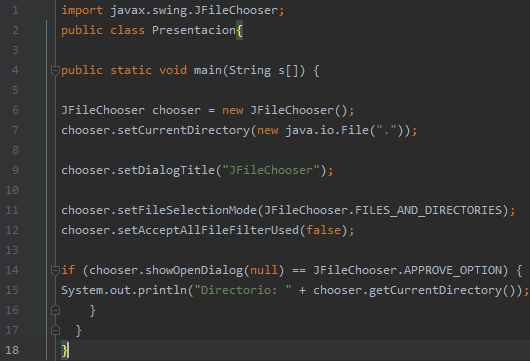 1 import javax.swing.JFileChooser;
2 public class Presentacion{
3
4 public static void main(String s[]) {
5
6 JFileChooser chooser = new JFileChooser();
7 chooser.setCurrentDirectory(new java.io.File("."));
8
9 chooser.setDialogTitle("JFileChooser");
10
11 chooser.setFileSelectionMode(JFileChooser.FILES_AND_DIRECTORIES);
12 chooser.setAcceptAllFileFilterUsed(false);
13
14 if (chooser.showOpenDialog(null) == JFileChooser.APPROVE_OPTION) {
15 System.out.println("Directorio: " + chooser.getCurrentDirectory());
16 }
17 }
18 }